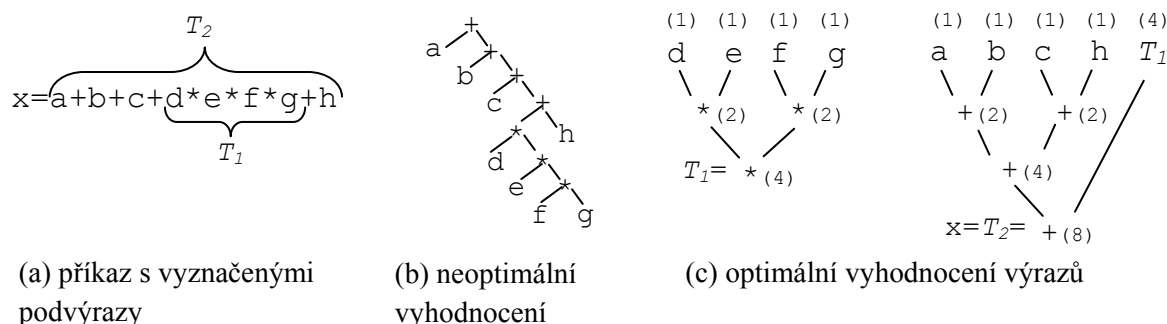 T₂
x=a+b+c+d*e*f*g+h
T₁
(a) příkaz s vyznačenými
podvýrazy
+
a +
b +
c +
* h
d *
e *
f g
(b) neoptimální
vyhodnocení
(1) (1) (1) (1)
d e f g
*(2) *(2)
T₁= *(4)
(1) (1) (1) (1) (4)
a b c h T₁
+(2) +(2)
+(4)
x=T₂= +(8)
(c) optimální vyhodnocení výrazů